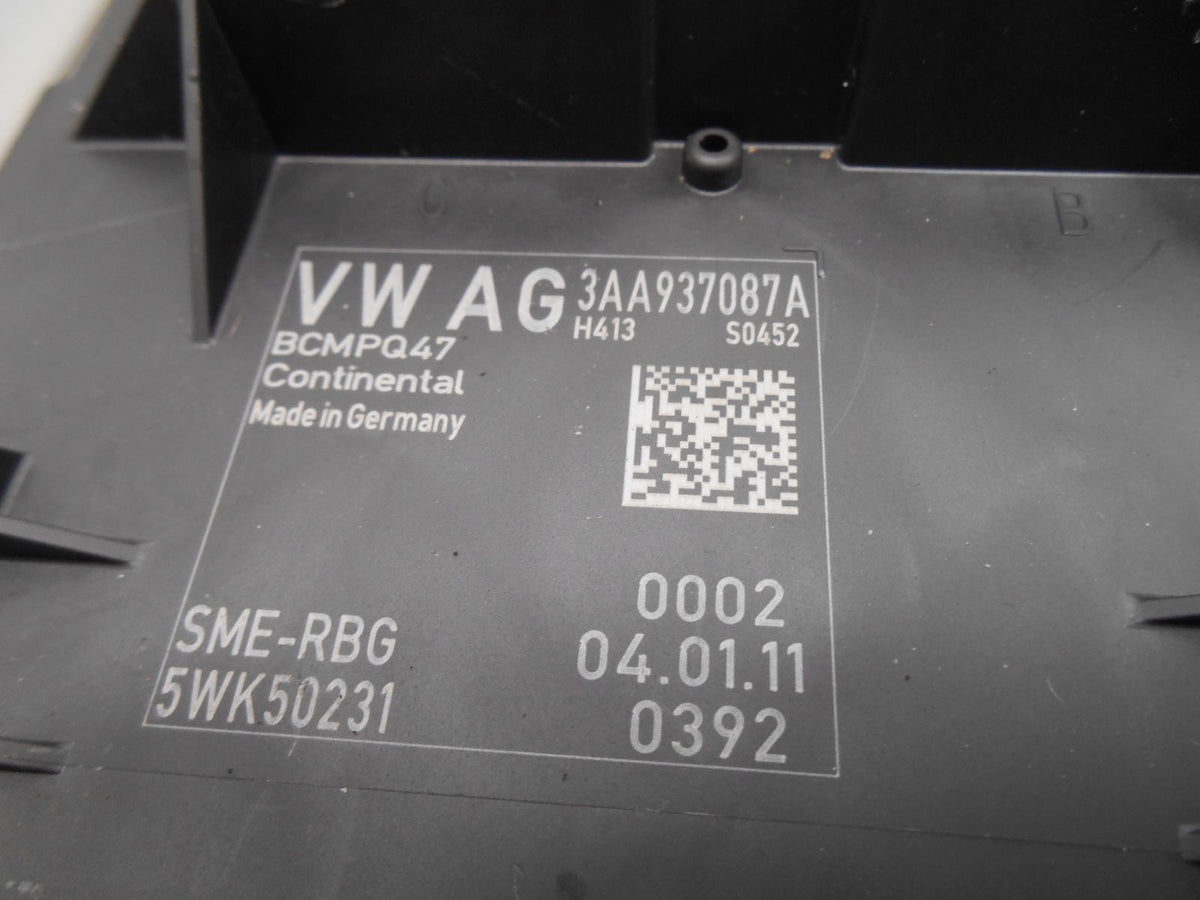 C
B
VW AG 3AA937087A
H413 S0452
BCMPQ47
Continental
Made in Germany
0002
SME-RBG 04.01.11
5WK50231 0392